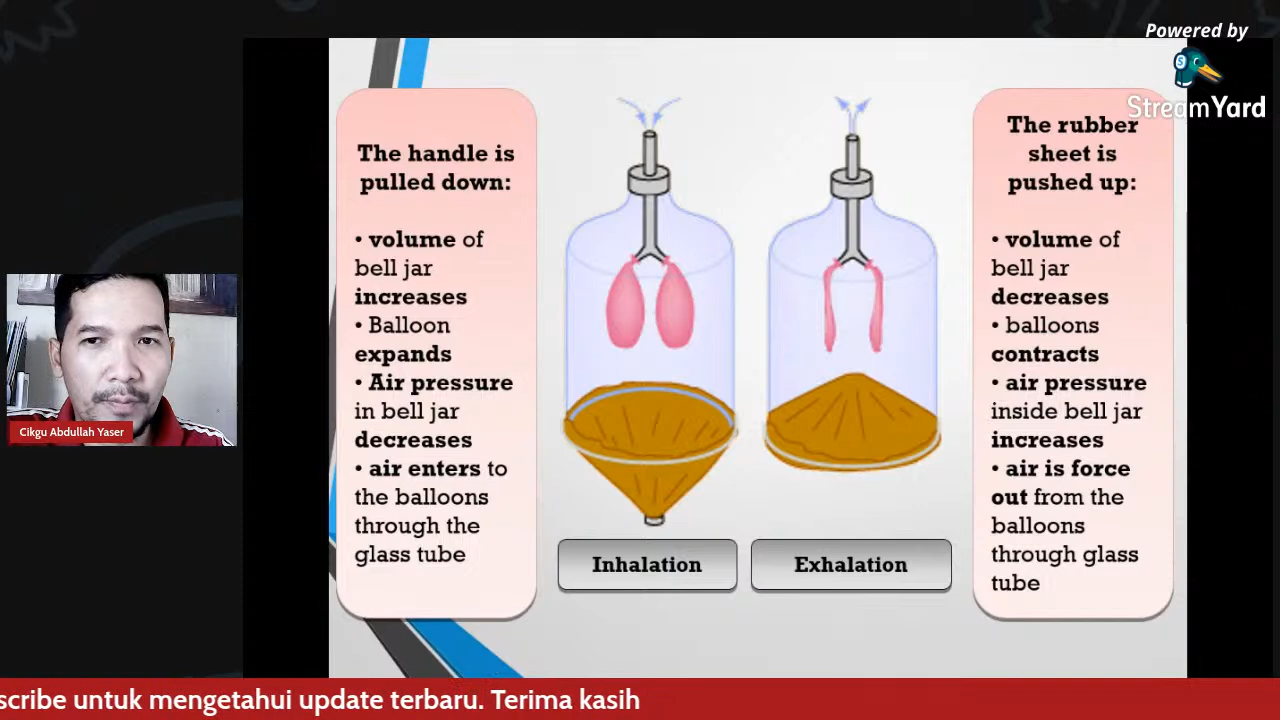 Powered by
StreamYard
The handle is
pulled down:
• volume of
bell jar
increases
• Balloon
expands
• Air pressure
in bell jar
decreases
• air enters to
the balloons
through the
glass tube
Inhalation
Exhalation
The rubber
sheet is
pushed up:
• volume of
bell jar
decreases
• balloons
contracts
• air pressure
inside bell jar
increases
• air is force
out from the
balloons
through glass
tube
Cikgu Abdullah Yaser
scribe untuk mengetahui update terbaru. Terima kasih